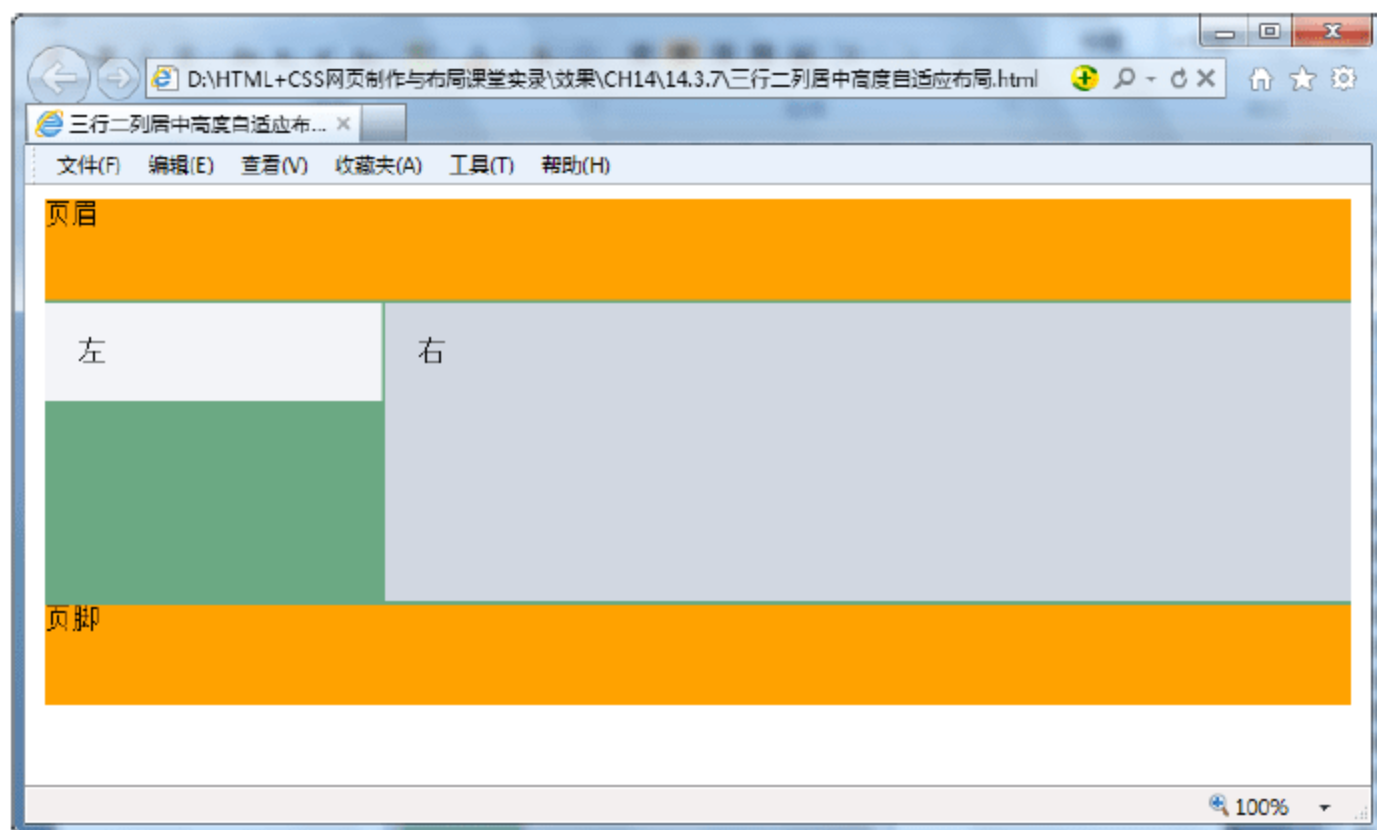 D:\HTML+CSS网页制作与布局课堂实录\效果\CH14\14.3.7\三行二列居中高度自适应布局.html
三行二列居中高度自适应布...
文件(F) 编辑(E) 查看(V) 收藏夹(A) 工具(T) 帮助(H)
页眉
左 右
页脚
100%